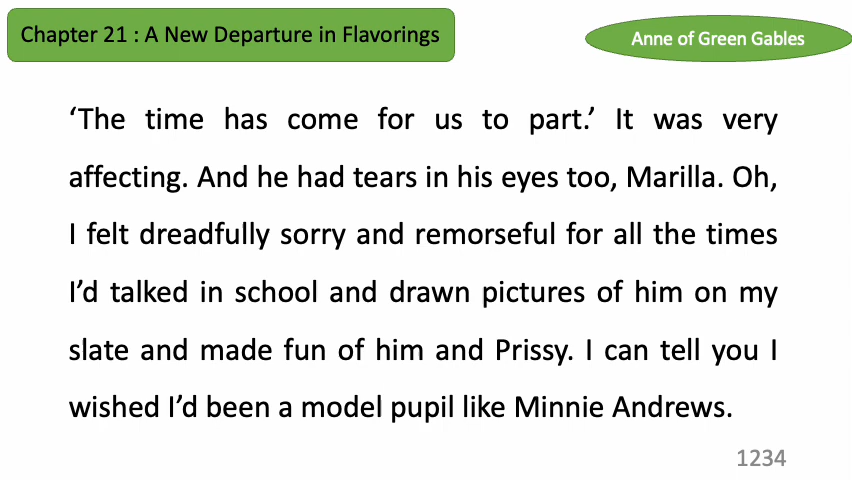 Chapter 21 : A New Departure in Flavorings
Anne of Green Gables
‘The time has come for us to part.’ It was very
affecting. And he had tears in his eyes too, Marilla. Oh,
I felt dreadfully sorry and remorseful for all the times
I’d talked in school and drawn pictures of him on my
slate and made fun of him and Prissy. I can tell you I
wished I’d been a model pupil like Minnie Andrews.
1234